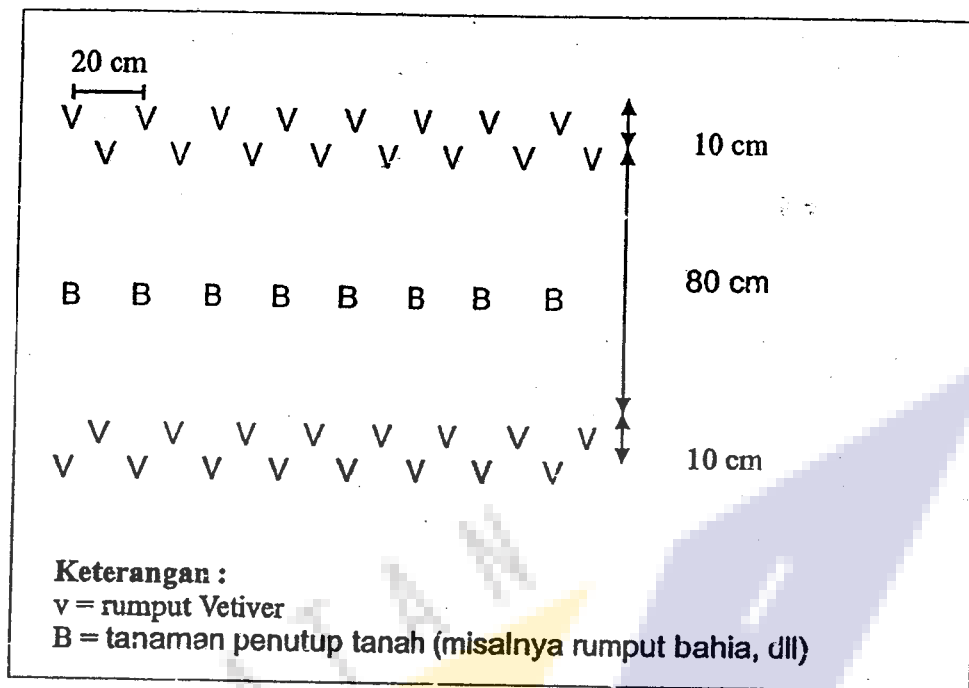 20 cm
V V V V V V V V
V V V V V V V V
10 cm
80 cm
B B B B B B B B
V V V V V V V V
V V V V V V V V
10 cm
Keterangan :
v = rumput Vetiver
B = tanaman penutup tanah (misalnya rumput bahia, dll)